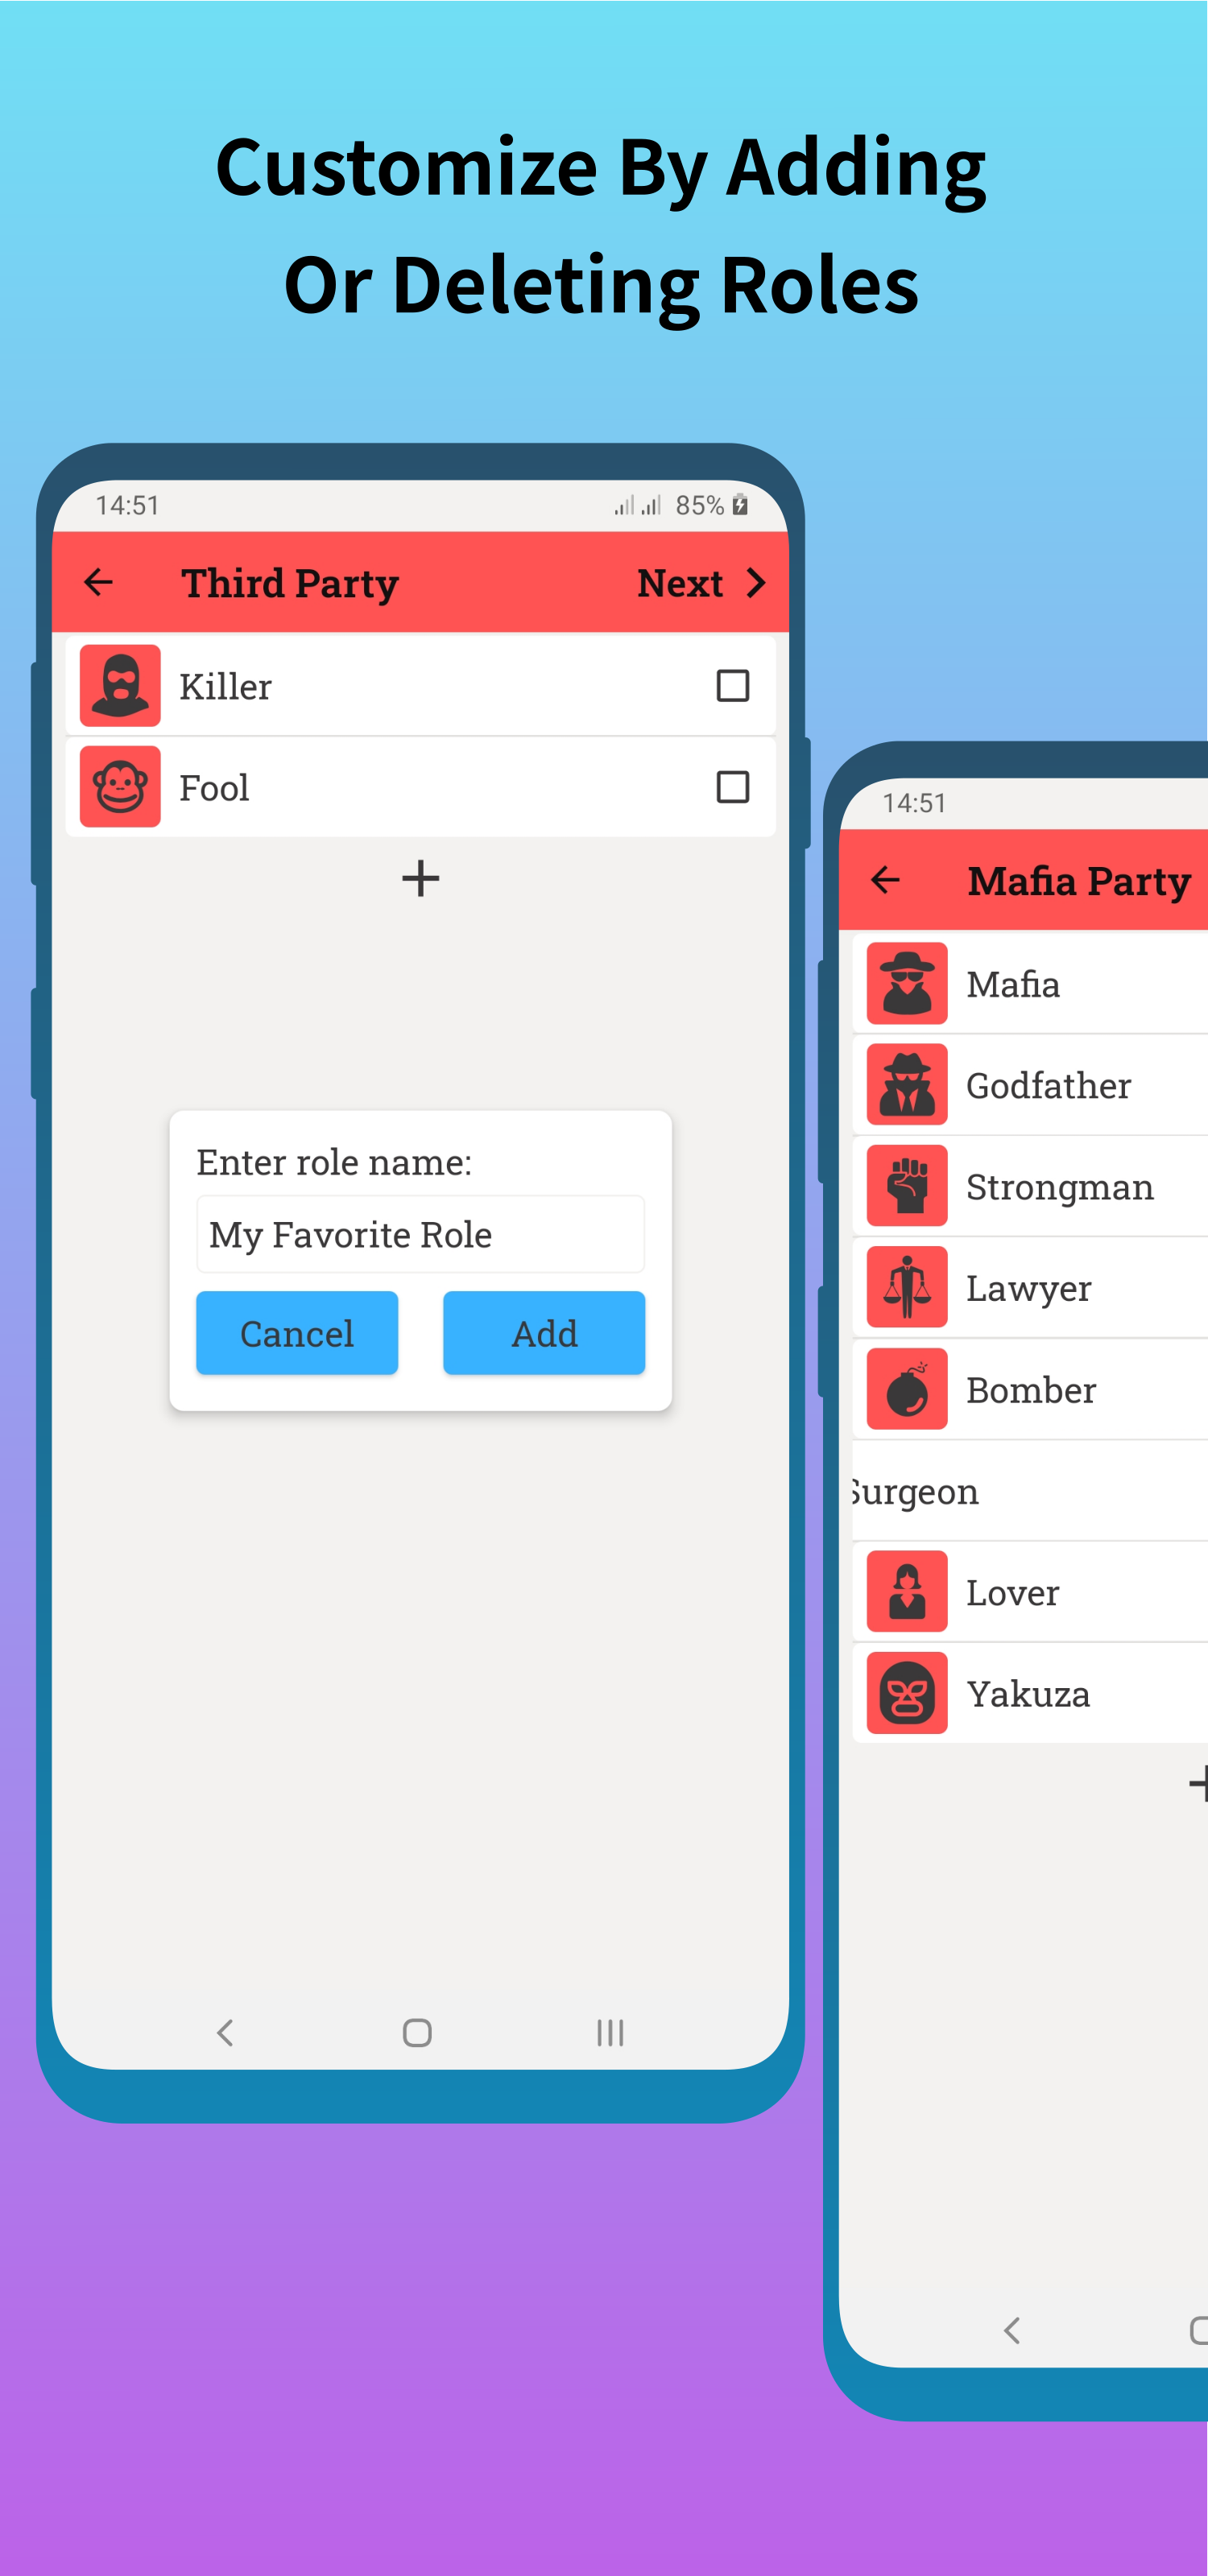 Customize By Adding
Or Deleting Roles
14:51
85%
Third Party
Next
Killer
Fool
Enter role name:
My Favorite Role
Cancel
Add
14:51
Mafia Party
Mafia
Godfather
Strongman
Lawyer
Bomber
Surgeon
Lover
Yakuza